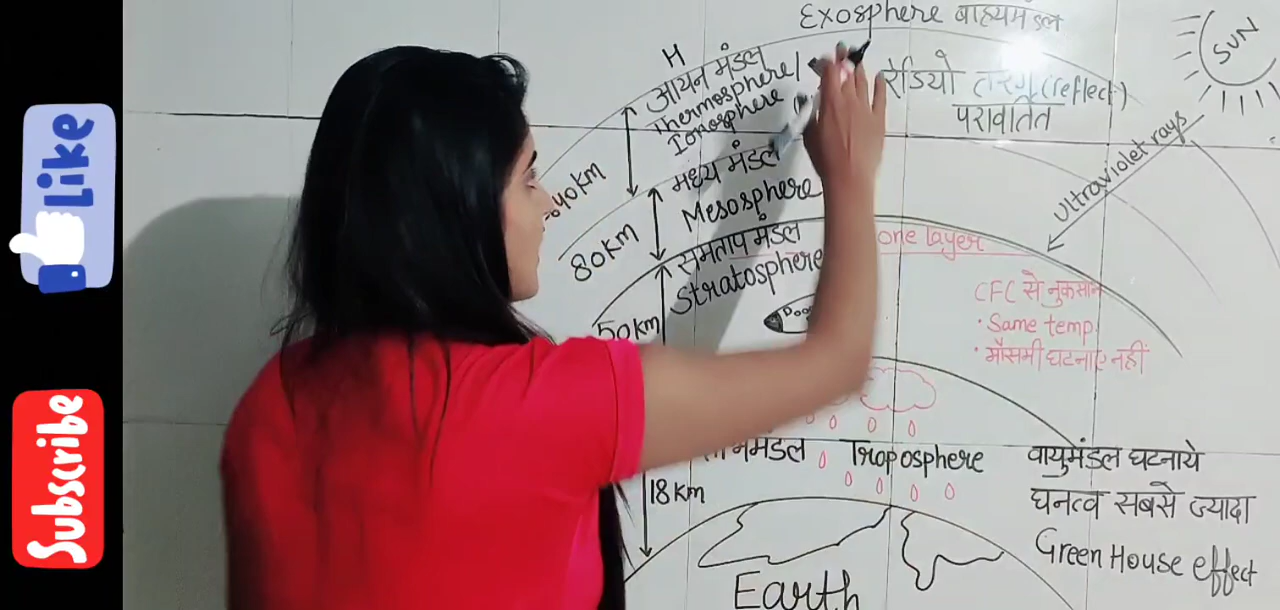 Exosphere बाह्यमंडल
SUN
H
आयन मंडल
Thermosphere/
Ionosphere
रेडियो तरंग (reflect)
परावर्तित
Ultraviolet rays
40km
मध्य मंडल
Mesosphere
80km
समताप मंडल
Stratosphere
one layer
50km
CFC से नुकसान
• Same temp.
• मौसमी घटनाए नहीं
मंडल Troposphere
18km
वायुमंडल घटनाये
घनत्व सबसे ज्यादा
Green House effect
Earth
Like
Subscribe